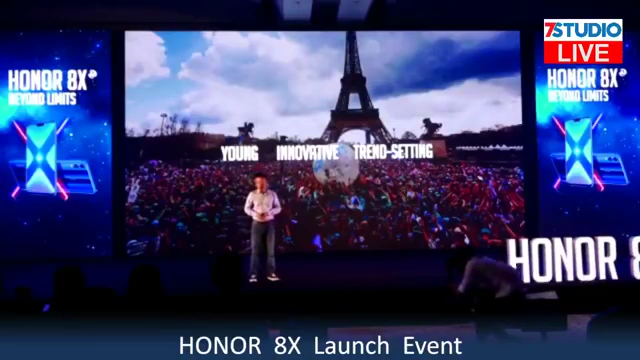 7STUDIO
LIVE
HONOR 8X
BEYOND LIMITS
HONOR 8X
BEYOND LIMITS
YOUNG INNOVATIVE TREND-SETTING
HONOR 8
HONOR 8X Launch Event